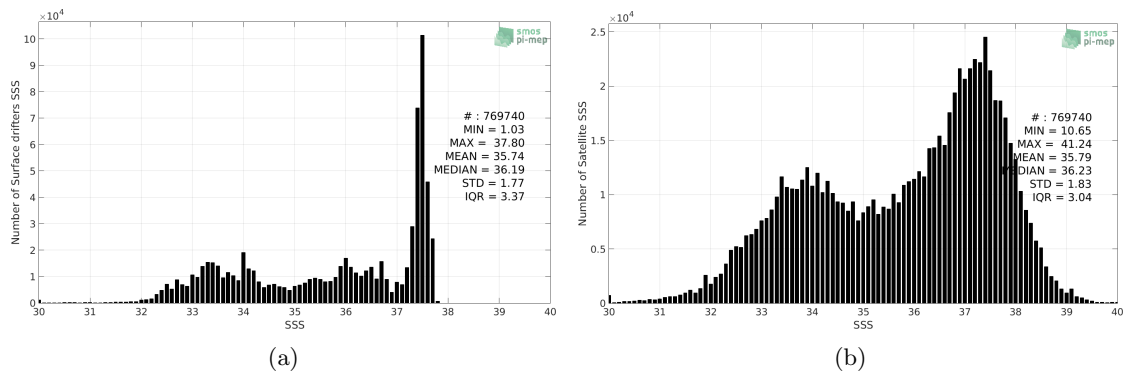 ×10⁴
smos
pi-mep
10
9
8
7
6
5
4
3
2
1
0
Number of Surface drifters SSS
# : 769740
MIN = 1.03
MAX = 37.80
MEAN = 35.74
MEDIAN = 36.19
STD = 1.77
IQR = 3.37
30 31 32 33 34 35 36 37 38 39 40
SSS
(a)
×10⁴
smos
pi-mep
2.5
2
1.5
1
0.5
0
Number of Satellite SSS
# : 769740
MIN = 10.65
MAX = 41.24
MEAN = 35.79
MEDIAN = 36.23
STD = 1.83
IQR = 3.04
30 31 32 33 34 35 36 37 38 39 40
SSS
(b)